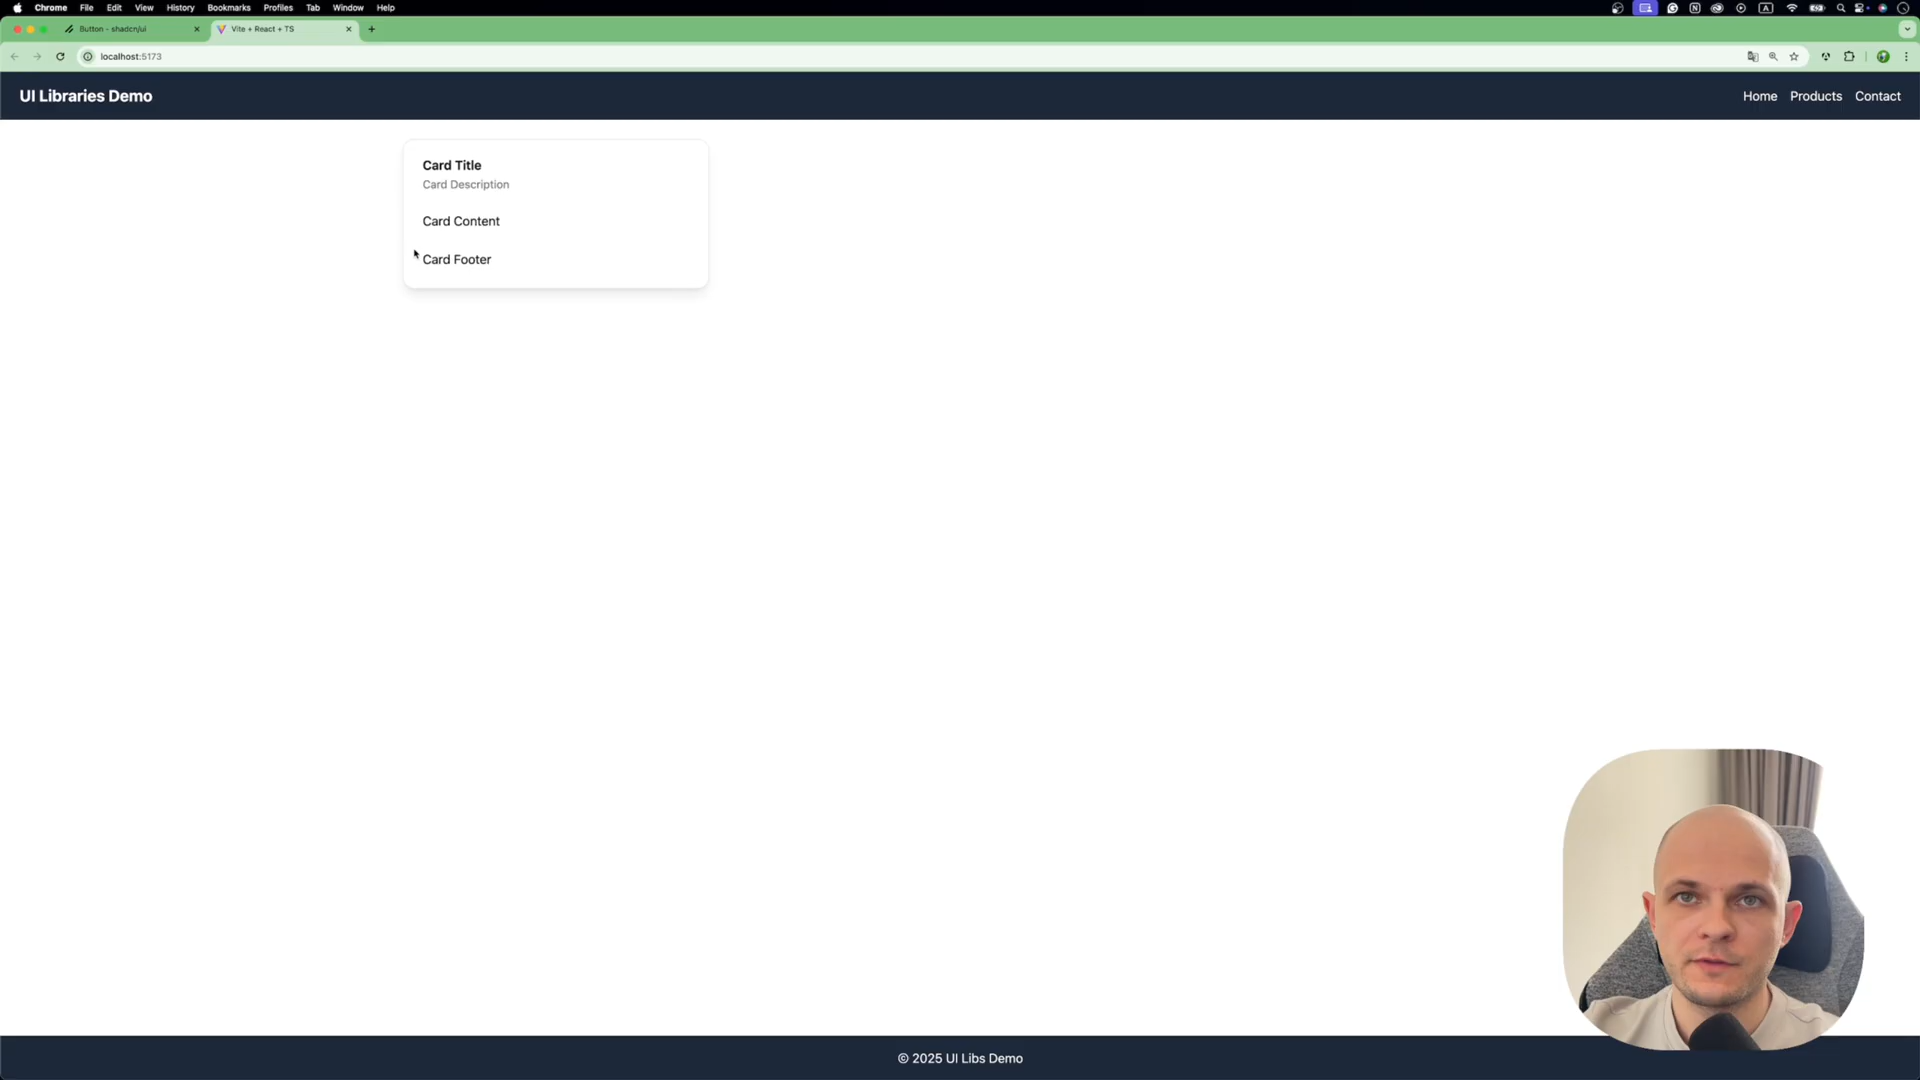 Chrome File Edit View History Bookmarks Profiles Tab Window Help
Button - shadcn/ui
Vite + React + TS
localhost:5173
UI Libraries Demo
Home Products Contact
Card Title
Card Description
Card Content
Card Footer
© 2025 UI Libs Demo